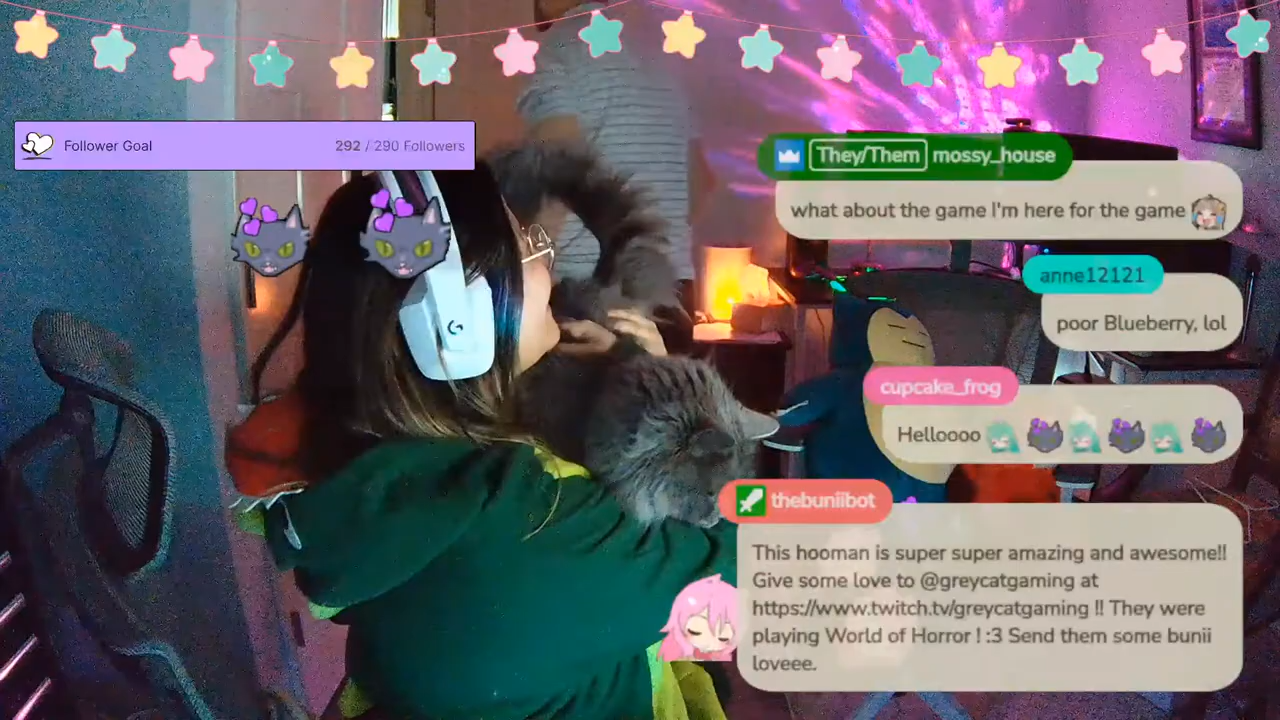 Follower Goal 292 / 290 Followers
They/Them mossy_house
what about the game I'm here for the game
anne12121
poor Blueberry, lol
cupcake_frog
Helloooo
thebuniibot
This hooman is super super amazing and awesome!!
Give some love to @greycatgaming at
https://www.twitch.tv/greycatgaming !! They were
playing World of Horror ! :3 Send them some bunii
loveee.